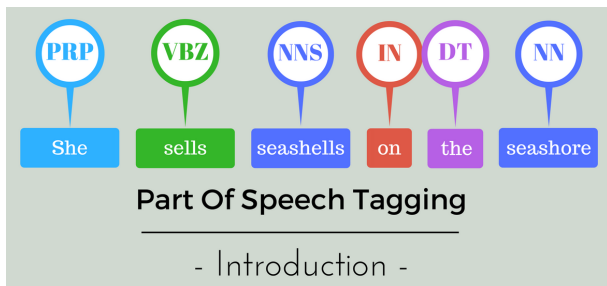 PRP VBZ NNS IN DT NN
She sells seashells on the seashore
Part Of Speech Tagging
- Introduction -